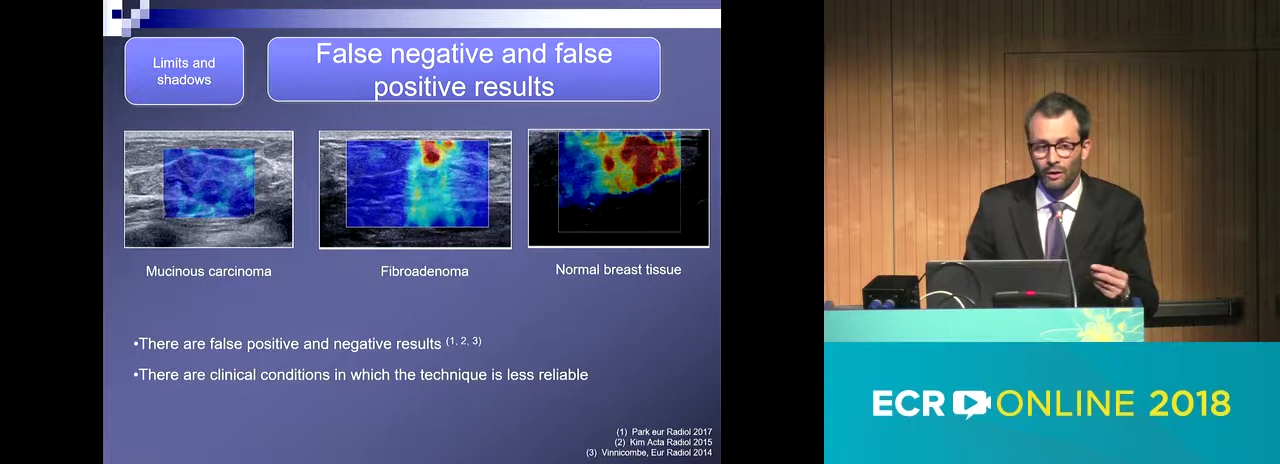 Limits and
shadows
False negative and false
positive results
Mucinous carcinoma
Fibroadenoma
Normal breast tissue
•There are false positive and negative results (1, 2, 3)
•There are clinical conditions in which the technique is less reliable
(1) Park eur Radiol 2017
(2) Kim Acta Radiol 2015
(3) Vinnicombe, Eur Radiol 2014
ECR ONLINE 2018